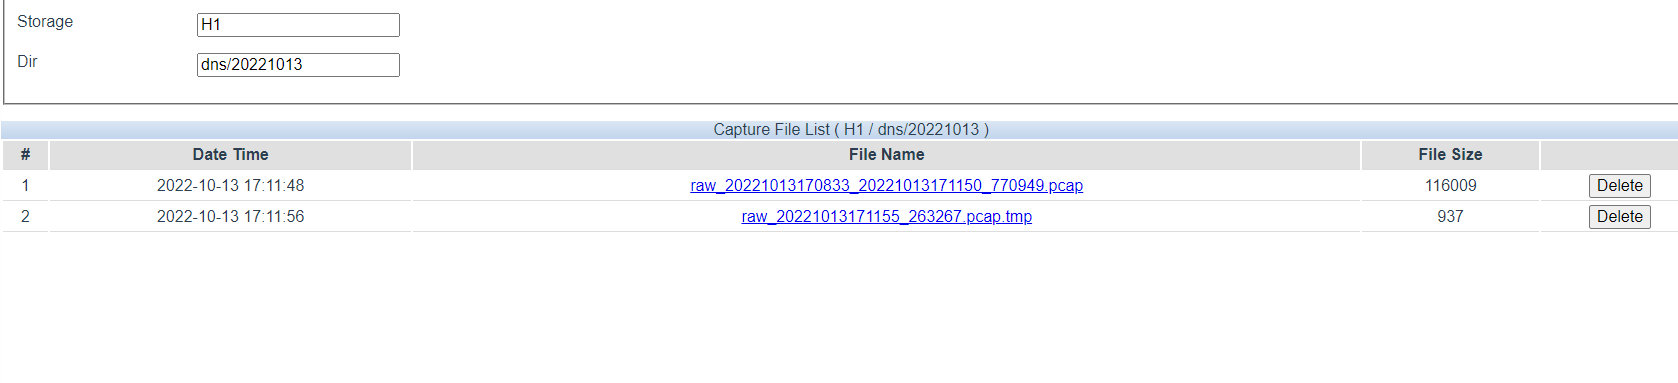 Storage H1
Dir dns/20221013
Capture File List ( H1 / dns/20221013 )
# Date Time File Name File Size
1 2022-10-13 17:11:48 raw_20221013170833_20221013171150_770949.pcap 116009 Delete
2 2022-10-13 17:11:56 raw_20221013171155_263267.pcap.tmp 937 Delete